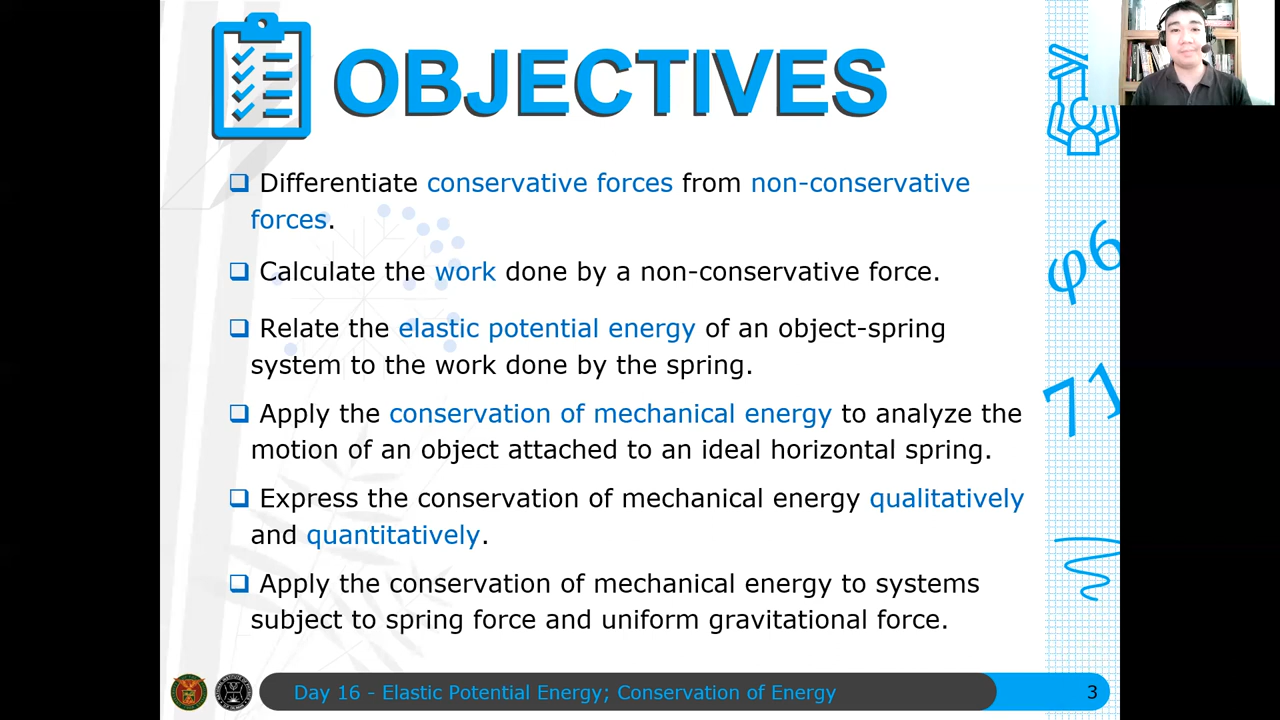 OBJECTIVES
Differentiate conservative forces from non-conservative
forces.
Calculate the work done by a non-conservative force.
Relate the elastic potential energy of an object-spring
system to the work done by the spring.
Apply the conservation of mechanical energy to analyze the
motion of an object attached to an ideal horizontal spring.
Express the conservation of mechanical energy qualitatively
and quantitatively.
Apply the conservation of mechanical energy to systems
subject to spring force and uniform gravitational force.
φ6
71
Day 16 - Elastic Potential Energy; Conservation of Energy
3